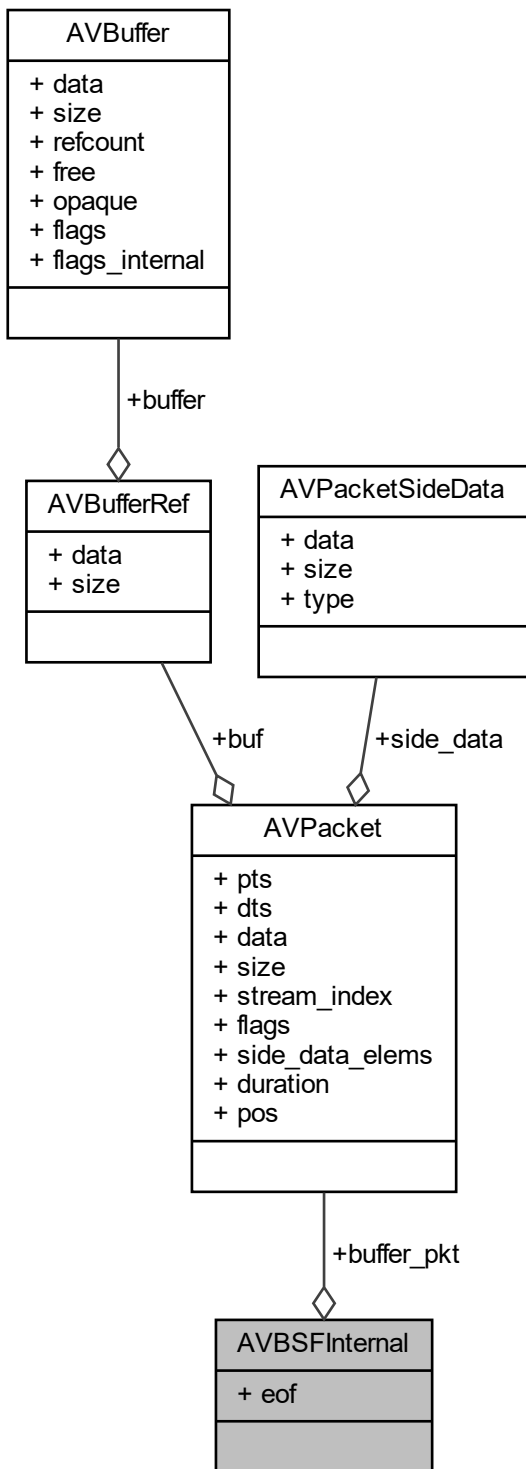 AVBuffer
+ data
+ size
+ refcount
+ free
+ opaque
+ flags
+ flags_internal
+buffer
AVBufferRef
+ data
+ size
AVPacketSideData
+ data
+ size
+ type
+buf
+side_data
AVPacket
+ pts
+ dts
+ data
+ size
+ stream_index
+ flags
+ side_data_elems
+ duration
+ pos
+buffer_pkt
AVBSFInternal
+ eof